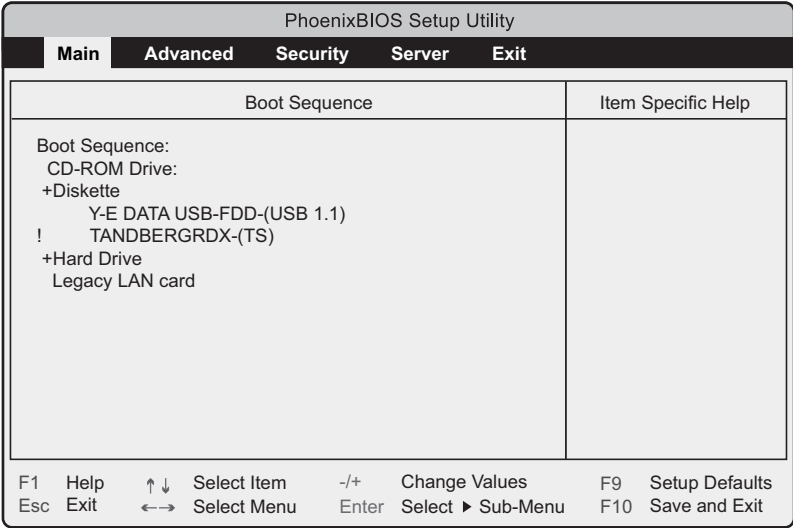 PhoenixBIOS Setup Utility
Main Advanced Security Server Exit
Boot Sequence
Item Specific Help
Boot Sequence:
CD-ROM Drive:
+Diskette
Y-E DATA USB-FDD-(USB 1.1)
! TANDBERGRDX-(TS)
+Hard Drive
Legacy LAN card
F1 Help ↑↓ Select Item -/+ Change Values F9 Setup Defaults
Esc Exit ←→ Select Menu Enter Select ▶ Sub-Menu F10 Save and Exit